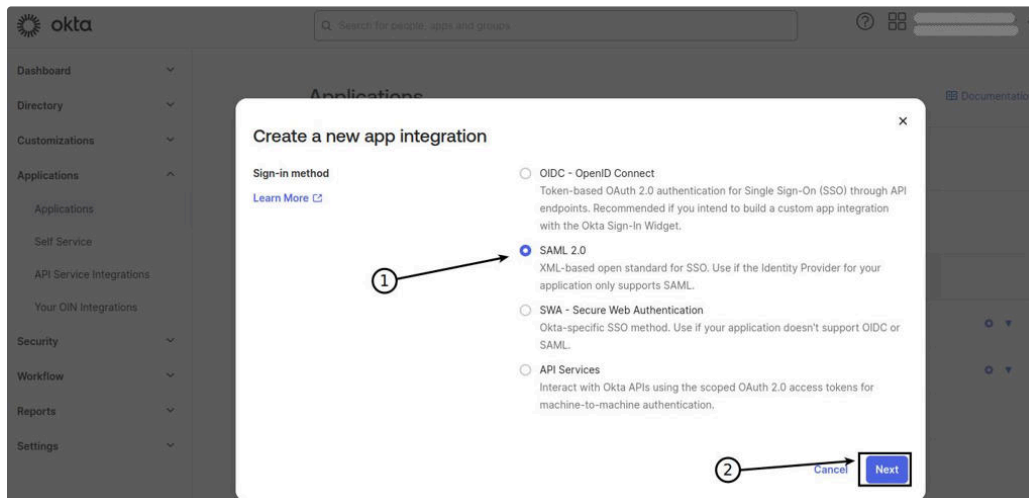 okta
Search for people, apps and groups
Dashboard
Directory
Customizations
Applications
Applications
Self Service
API Service Integrations
Your OIN Integrations
Security
Workflow
Reports
Settings
Applications
Documentatio
Create a new app integration
Sign-in method
Learn More
OIDC - OpenID Connect
Token-based OAuth 2.0 authentication for Single Sign-On (SSO) through API
endpoints. Recommended if you intend to build a custom app integration
with the Okta Sign-In Widget.
SAML 2.0
XML-based open standard for SSO. Use if the Identity Provider for your
application only supports SAML.
SWA - Secure Web Authentication
Okta-specific SSO method. Use if your application doesn't support OIDC or
SAML.
API Services
Interact with Okta APIs using the scoped OAuth 2.0 access tokens for
machine-to-machine authentication.
1
2
Cancel
Next